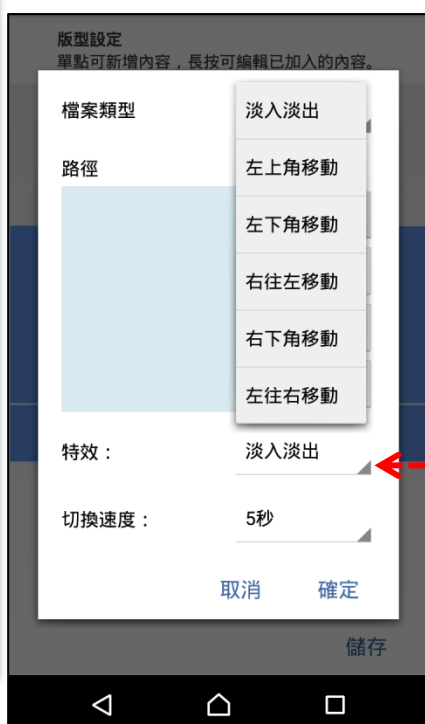 版型設定
單點可新增內容，長按可編輯已加入的內容。
檔案類型
淡入淡出
左上角移動
路徑
左下角移動
右往左移動
右下角移動
左往右移動
特效：
淡入淡出
切換速度：
5秒
取消
確定
儲存